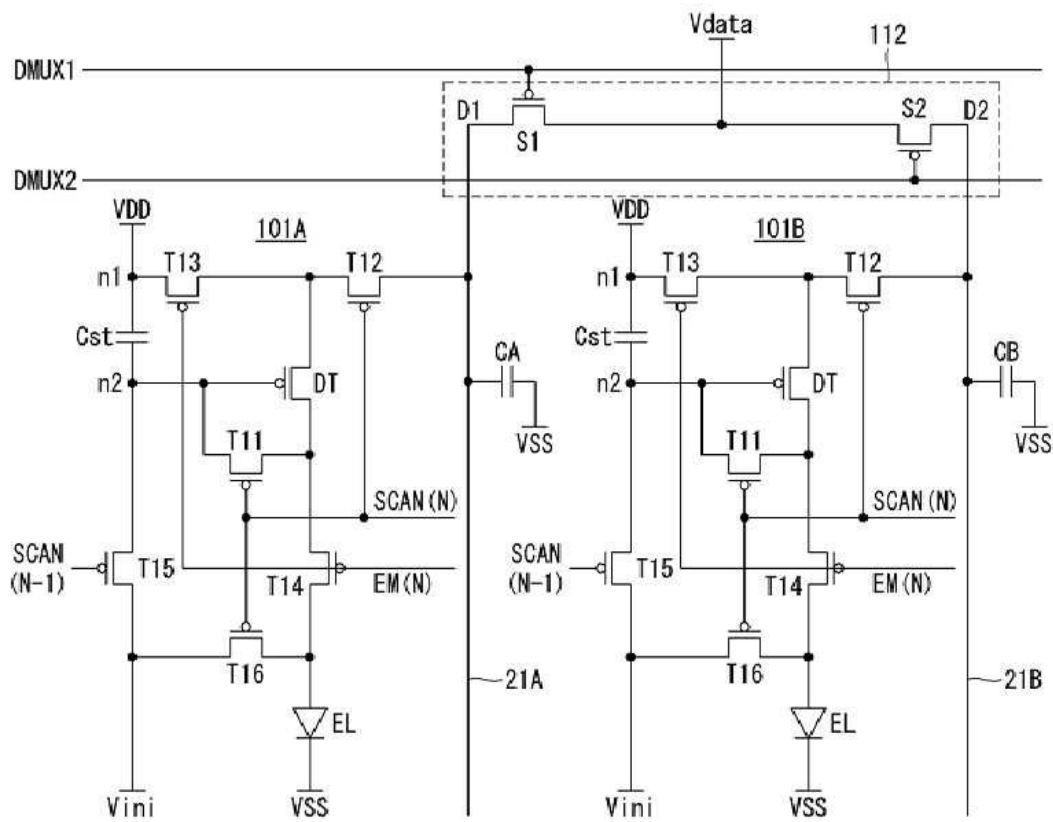 Vdata
112
DMUX1
D1
S1
S2
D2
DMUX2
VDD
101A
T13
T12
n1
Cst
n2
DT
CA
VSS
T11
SCAN(N)
SCAN
(N-1)
T15
T14
EM(N)
T16
21A
EL
Vini
VSS
VDD
101B
T13
T12
n1
Cst
n2
DT
CB
VSS
T11
SCAN(N)
SCAN
(N-1)
T15
T14
EM(N)
T16
21B
EL
Vini
VSS